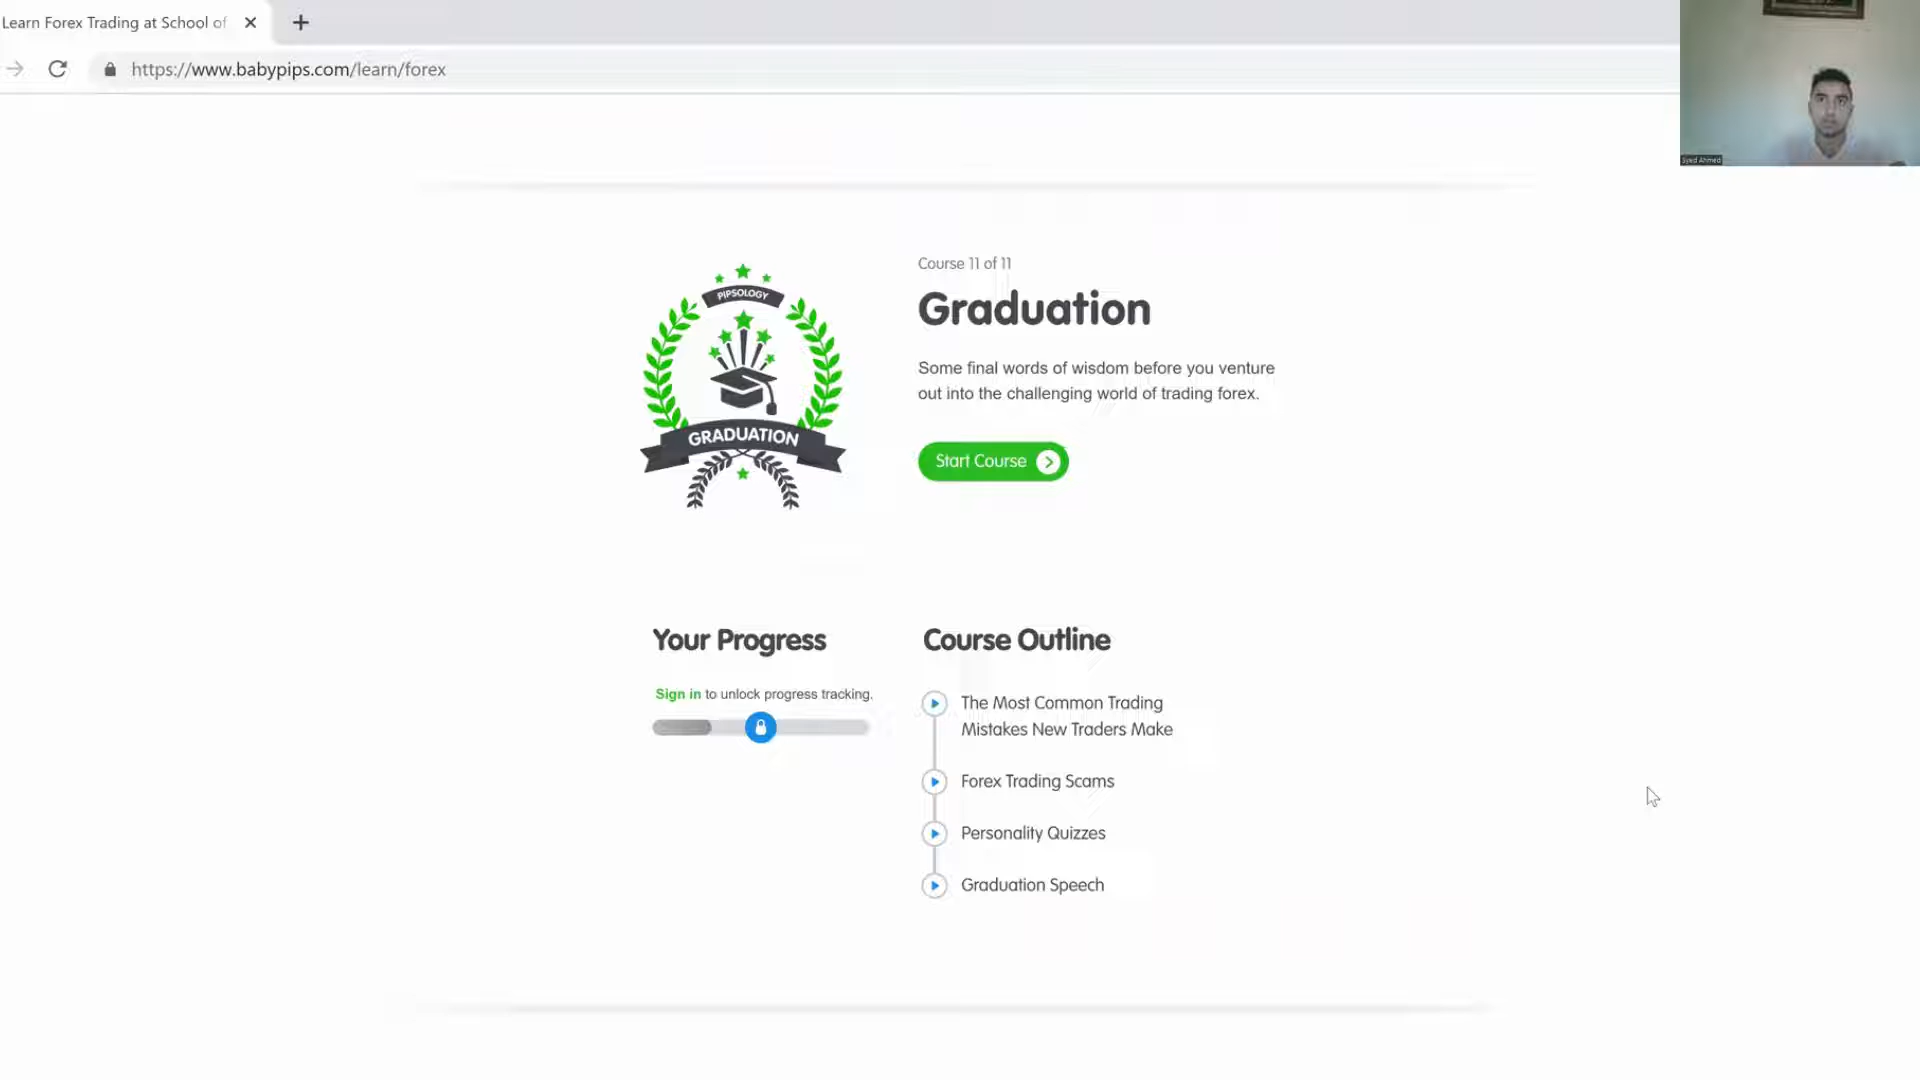 Learn Forex Trading at School of
https://www.babypips.com/learn/forex
Syed Ahmed
PIPSOLOGY
GRADUATION
Course 11 of 11
Graduation
Some final words of wisdom before you venture
out into the challenging world of trading forex.
Start Course
Your Progress
Sign in to unlock progress tracking.
Course Outline
The Most Common Trading
Mistakes New Traders Make
Forex Trading Scams
Personality Quizzes
Graduation Speech